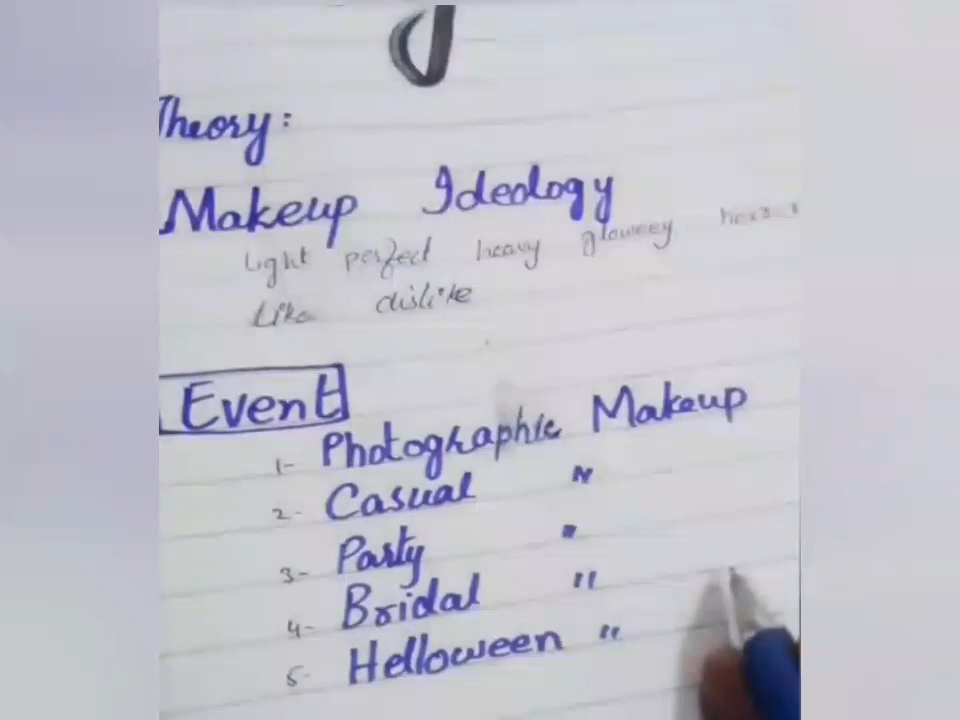 Theory:
Makeup Ideology
Light perfect heavy glowey
Like dislike
Event
1- Photographic Makeup
2- Casual "
3- Party "
4- Bridal "
5- Helloween "